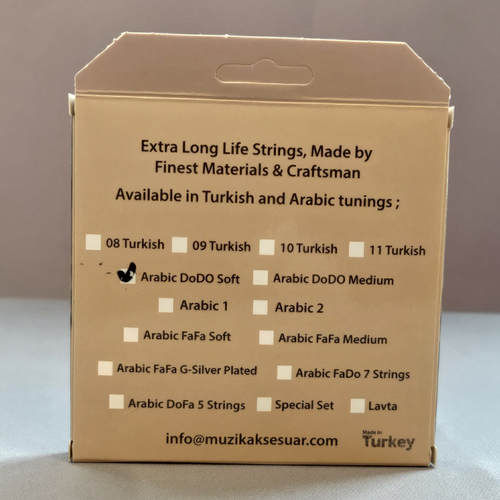 Extra Long Life Strings, Made by
Finest Materials & Craftsman
Available in Turkish and Arabic tunings ;
08 Turkish 09 Turkish 10 Turkish 11 Turkish
Arabic DoDO Soft Arabic DoDO Medium
Arabic 1 Arabic 2
Arabic FaFa Soft Arabic FaFa Medium
Arabic FaFa G-Silver Plated Arabic FaDo 7 Strings
Arabic DoFa 5 Strings Special Set Lavta
info@muzikaksesuar.com
Made in
Turkey